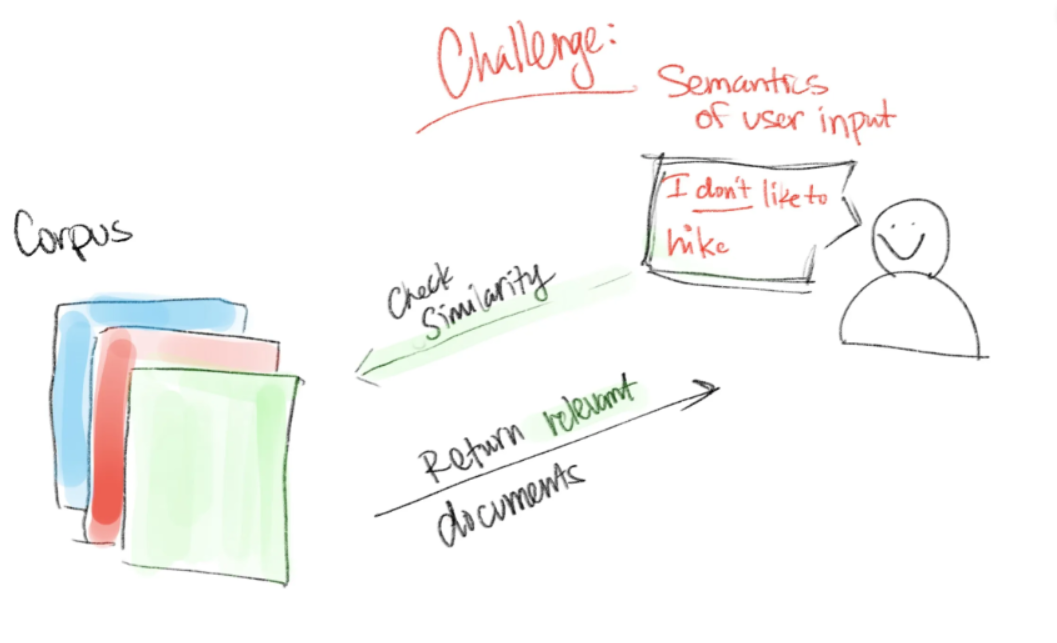 Challenge:
Semantics
of user input
I don't like to
hike
Corpus
Check
Similarity
Return relevant
documents